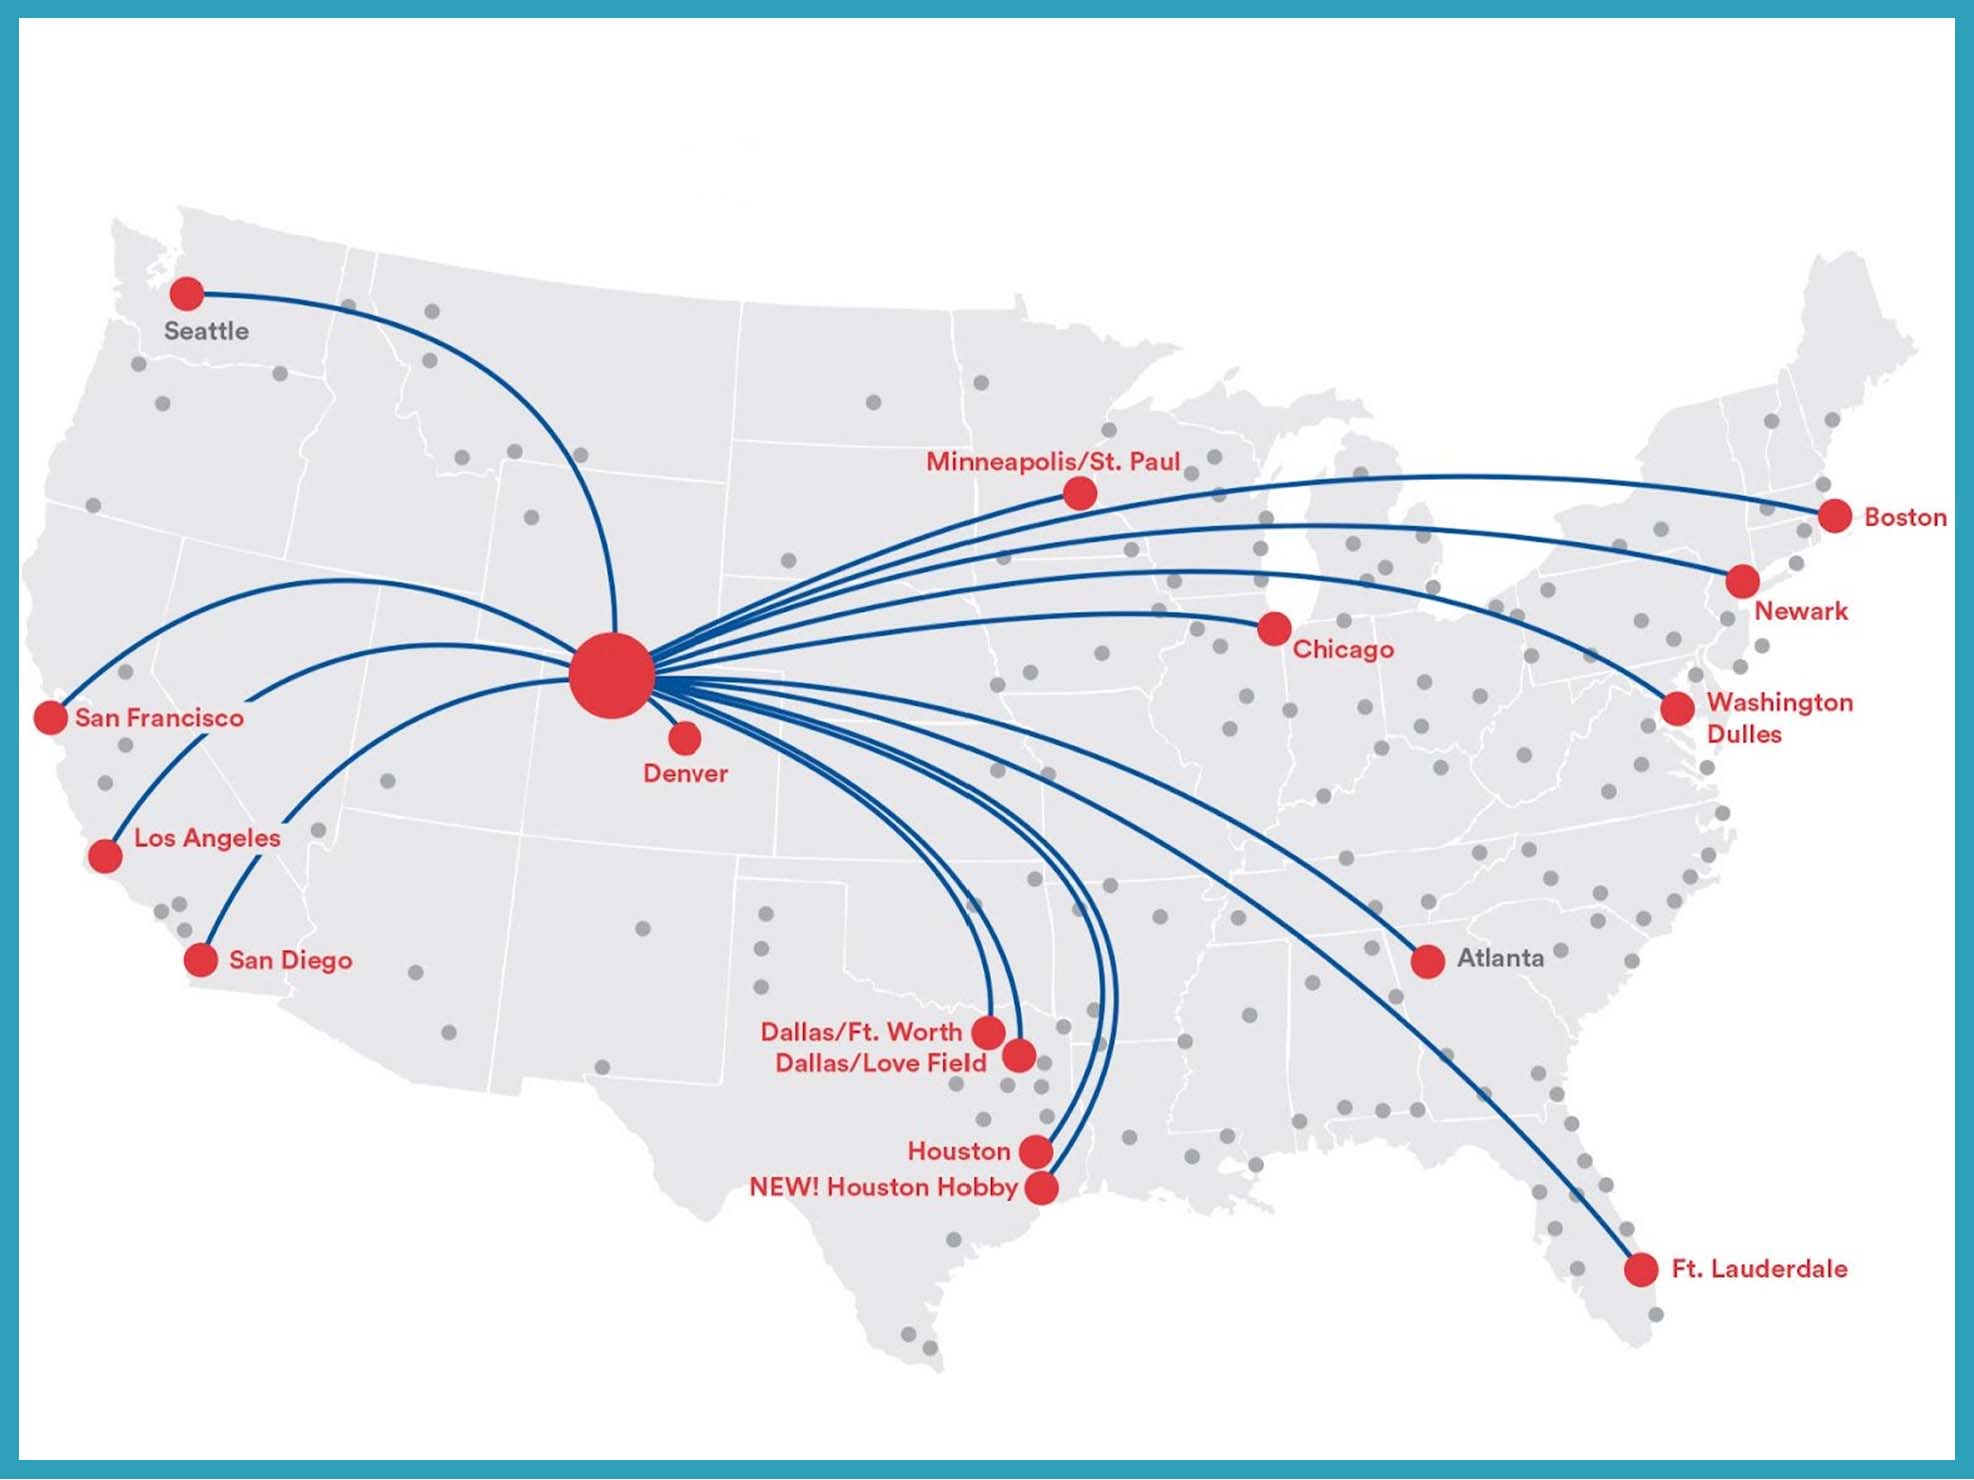 Seattle
Minneapolis/St. Paul
Boston
Newark
Chicago
Washington
Dulles
San Francisco
Denver
Los Angeles
San Diego
Atlanta
Dallas/Ft. Worth
Dallas/Love Field
Houston
NEW! Houston Hobby
Ft. Lauderdale